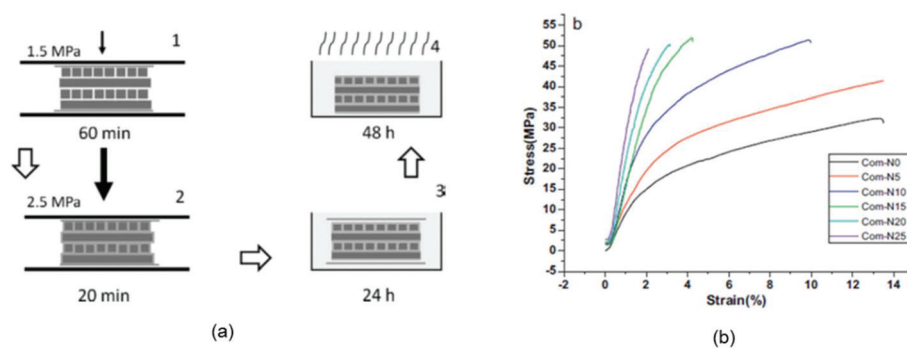 1.5 MPa
1
60 min
2.5 MPa
2
20 min
3
24 h
4
48 h
(a)
b
Stress(MPa)
55
50
45
40
35
30
25
20
15
10
5
0
5
-2
0
2
4
6
8
10
12
14
Strain(%)
Com-N0
Com-N5
Com-N10
Com-N15
Com-N20
Com-N25
(b)